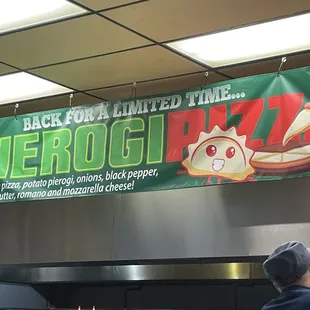 BACK FOR A LIMITED TIME...
IEROGI PIZZ
pizza, potato pierogi, onions, black pepper,
utter, romano and mozzarella cheese!